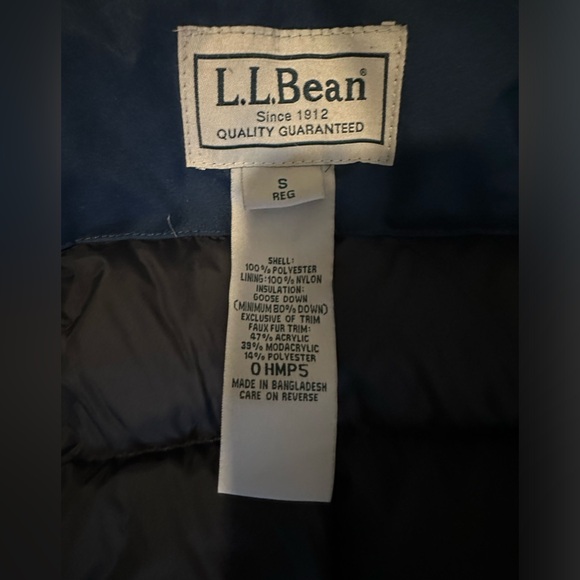 L.L.Bean®
Since 1912
QUALITY GUARANTEED
S
REG
SHELL:
100% POLYESTER
LINING: 100% NYLON
INSULATION:
GOOSE DOWN
(MINIMUM 80% DOWN)
EXCLUSIVE OF TRIM
FAUX FUR TRIM:
47% ACRYLIC
39% MODACRYLIC
14% POLYESTER
0 HMP5
MADE IN BANGLADESH
CARE ON REVERSE